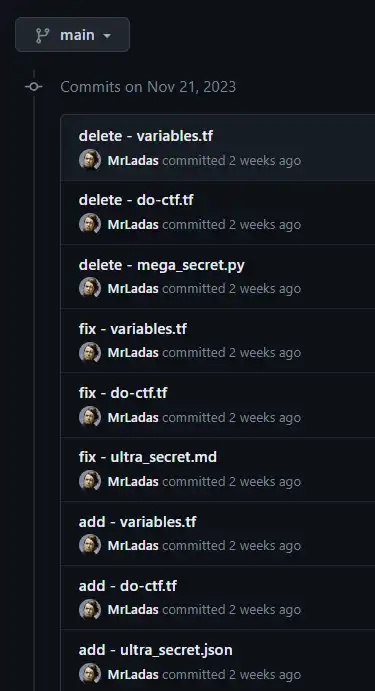 main
Commits on Nov 21, 2023
delete - variables.tf
MrLadas committed 2 weeks ago
delete - do-ctf.tf
MrLadas committed 2 weeks ago
delete - mega_secret.py
MrLadas committed 2 weeks ago
fix - variables.tf
MrLadas committed 2 weeks ago
fix - do-ctf.tf
MrLadas committed 2 weeks ago
fix - ultra_secret.md
MrLadas committed 2 weeks ago
add - variables.tf
MrLadas committed 2 weeks ago
add - do-ctf.tf
MrLadas committed 2 weeks ago
add - ultra_secret.json
MrLadas committed 2 weeks ago